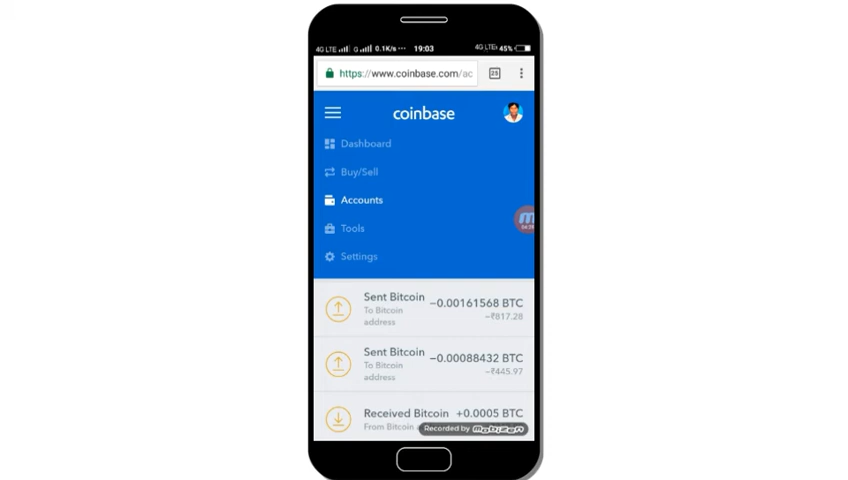 4G LTE G 0.1K/s ··· 19:03 4G LTE 45%
https://www.coinbase.com/ac 25
coinbase
Dashboard
Buy/Sell
Accounts
Tools
Settings
Sent Bitcoin −0.00161568 BTC
To Bitcoin −₹817.28
address
Sent Bitcoin −0.00088432 BTC
To Bitcoin −₹445.97
address
Received Bitcoin +0.0005 BTC
From Bitcoin
Recorded by mobizen